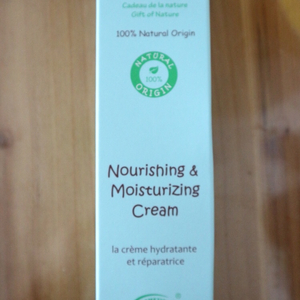 Cadeau de la nature
Gift of Nature
100% Natural Origin
NATURAL
100%
ORIGIN
Nourishing &
Moisturizing
Cream
la crème hydratante
et réparatrice